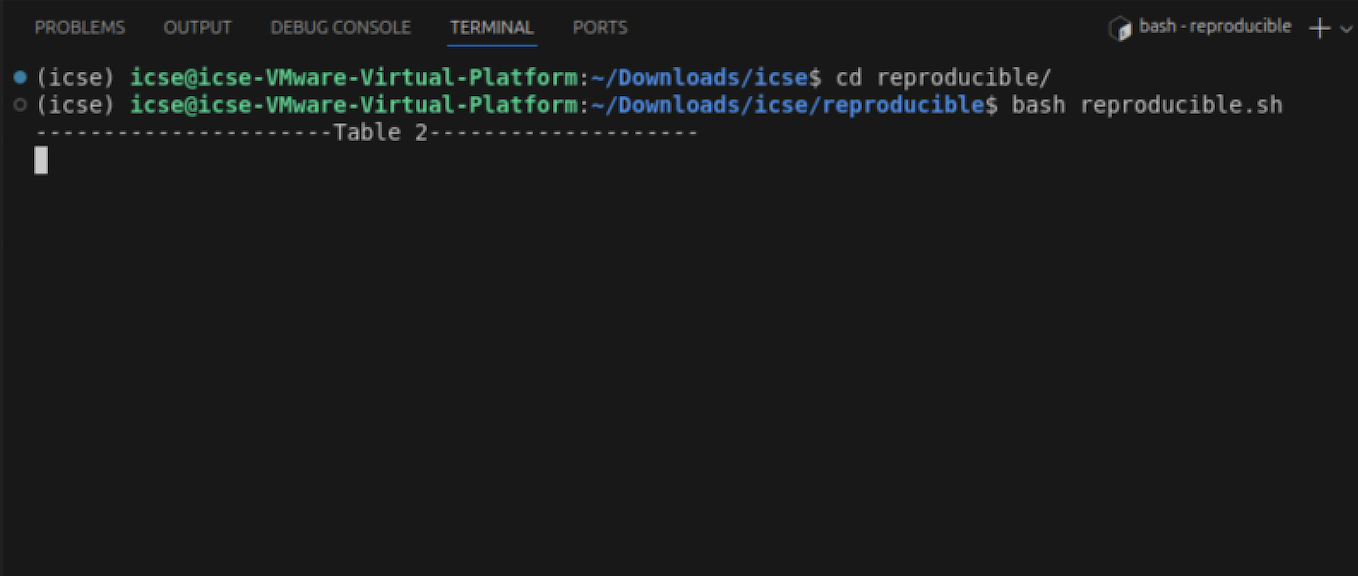 PROBLEMS OUTPUT DEBUG CONSOLE TERMINAL PORTS bash - reproducible
(icse) icse@icse-VMware-Virtual-Platform:~/Downloads/icse$ cd reproducible/
(icse) icse@icse-VMware-Virtual-Platform:~/Downloads/icse/reproducible$ bash reproducible.sh
----------------------Table 2--------------------